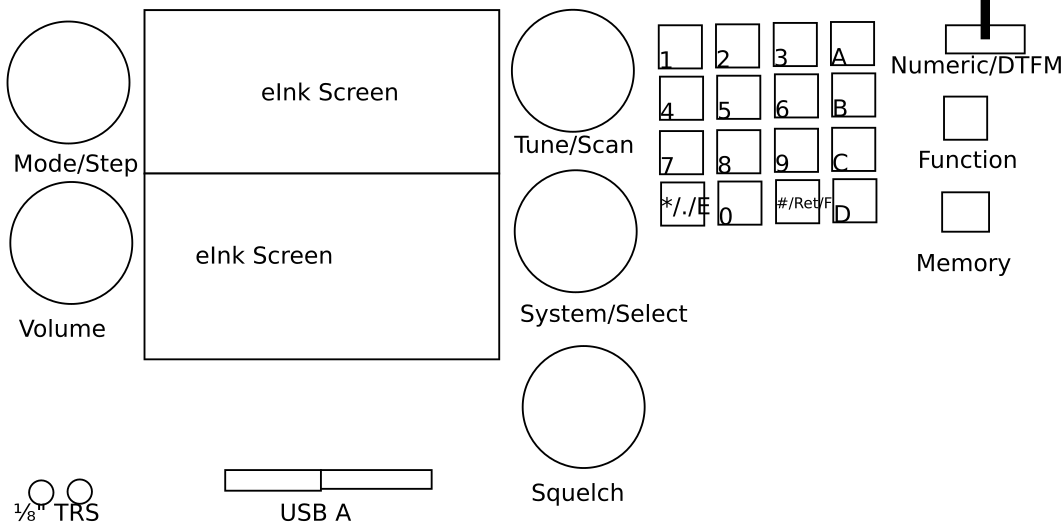 eInk Screen
Mode/Step
Tune/Scan
1 2 3 A
4 5 6 B
7 8 9 C
*/./E 0 #/Ret/F D
Numeric/DTFM
Function
Memory
eInk Screen
Volume
System/Select
Squelch
⅛" TRS
USB A